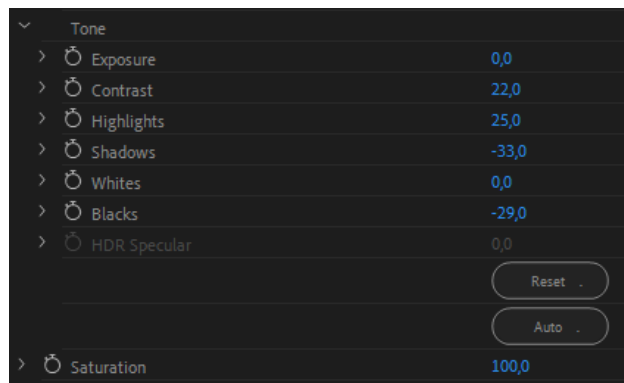 Tone
Exposure 0,0
Contrast 22,0
Highlights 25,0
Shadows -33,0
Whites 0,0
Blacks -29,0
HDR Specular 0,0
Reset .
Auto .
Saturation 100,0